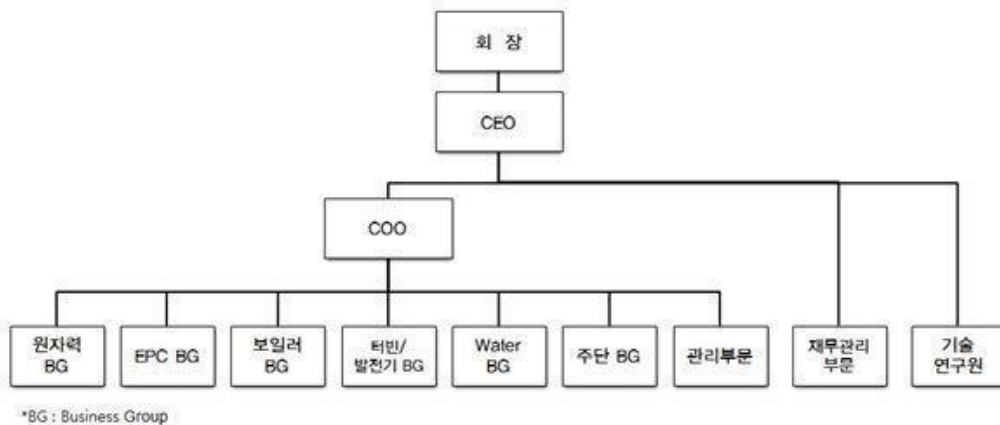 회 장
CEO
COO
원자력
BG
EPC BG
보일러
BG
터빈/
발전기 BG
Water
BG
주단 BG
관리부문
재무관리
부문
기술
연구원
*BG : Business Group